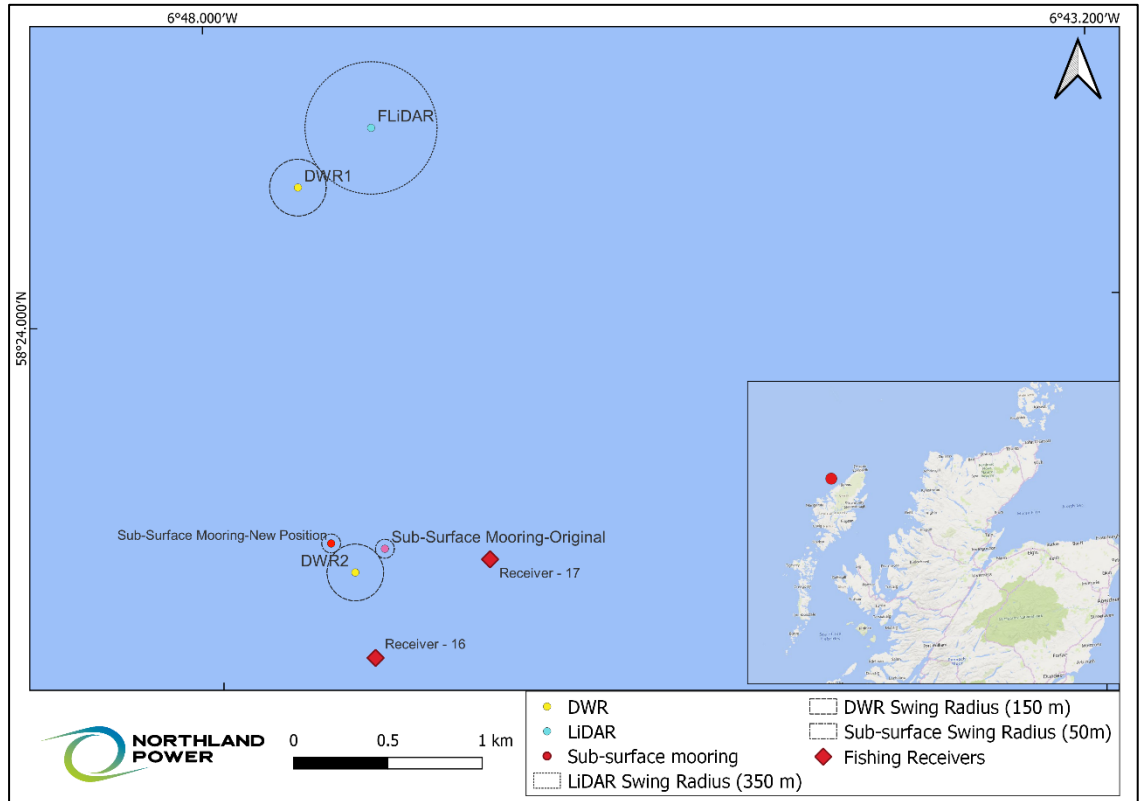 6°48.000'W
6°43.200'W
58°24.000'N
FLiDAR
DWR1
Sub-Surface Mooring-New Position
Sub-Surface Mooring-Original
DWR2
Receiver - 17
Receiver - 16
NORTHLAND
POWER
0 0.5 1 km
DWR
LiDAR
Sub-surface mooring
LiDAR Swing Radius (350 m)
DWR Swing Radius (150 m)
Sub-surface Swing Radius (50m)
Fishing Receivers